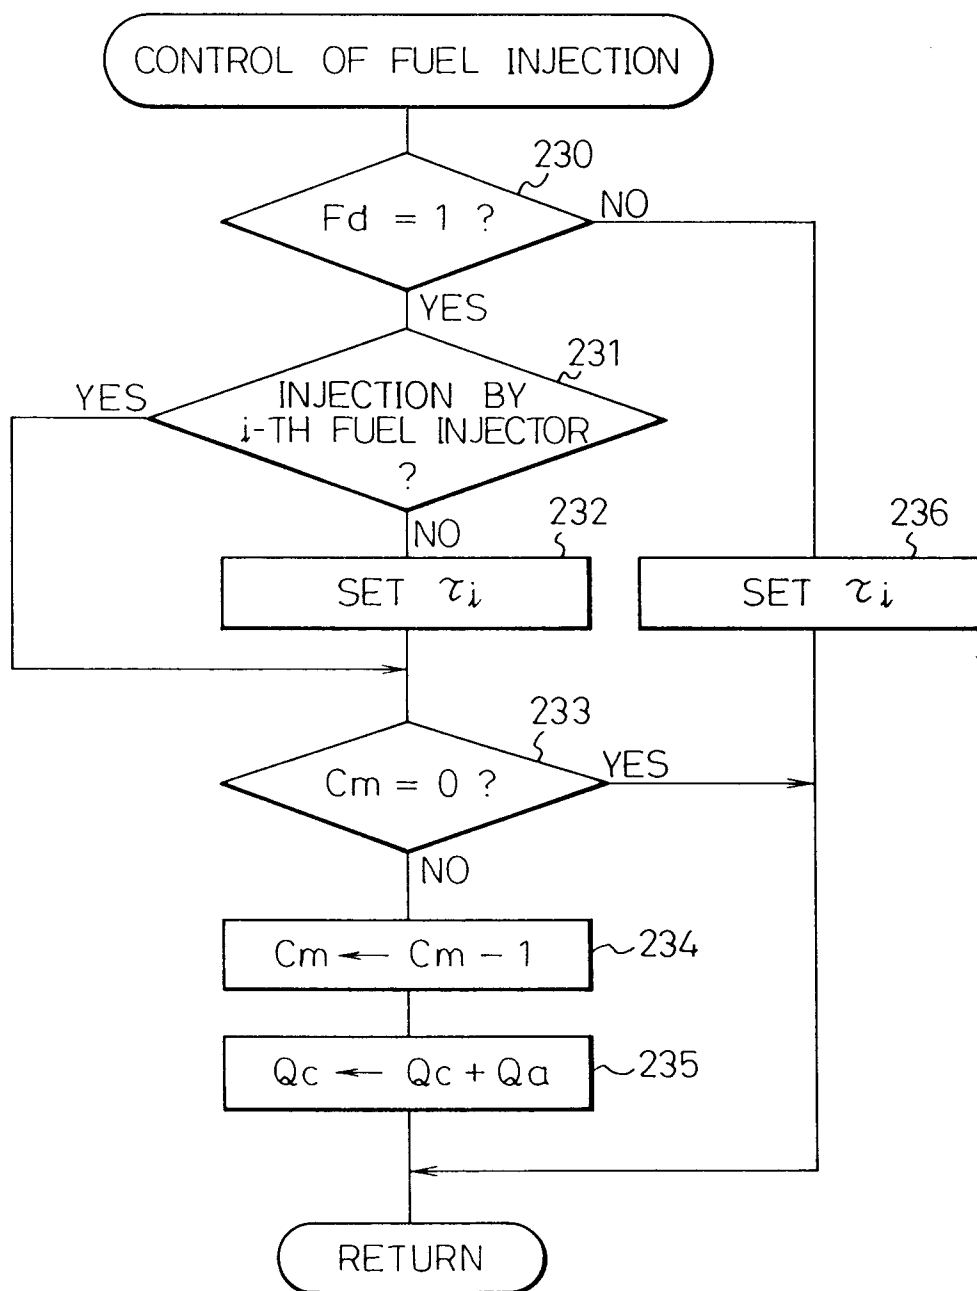 CONTROL OF FUEL INJECTION
230
Fd = 1 ?
NO
YES
231
YES
INJECTION BY
i-TH FUEL INJECTOR
?
NO
232
236
SET τi
SET τi
233
Cm = 0 ?
YES
NO
Cm ← Cm − 1
234
Qc ← Qc + Qa
235
RETURN